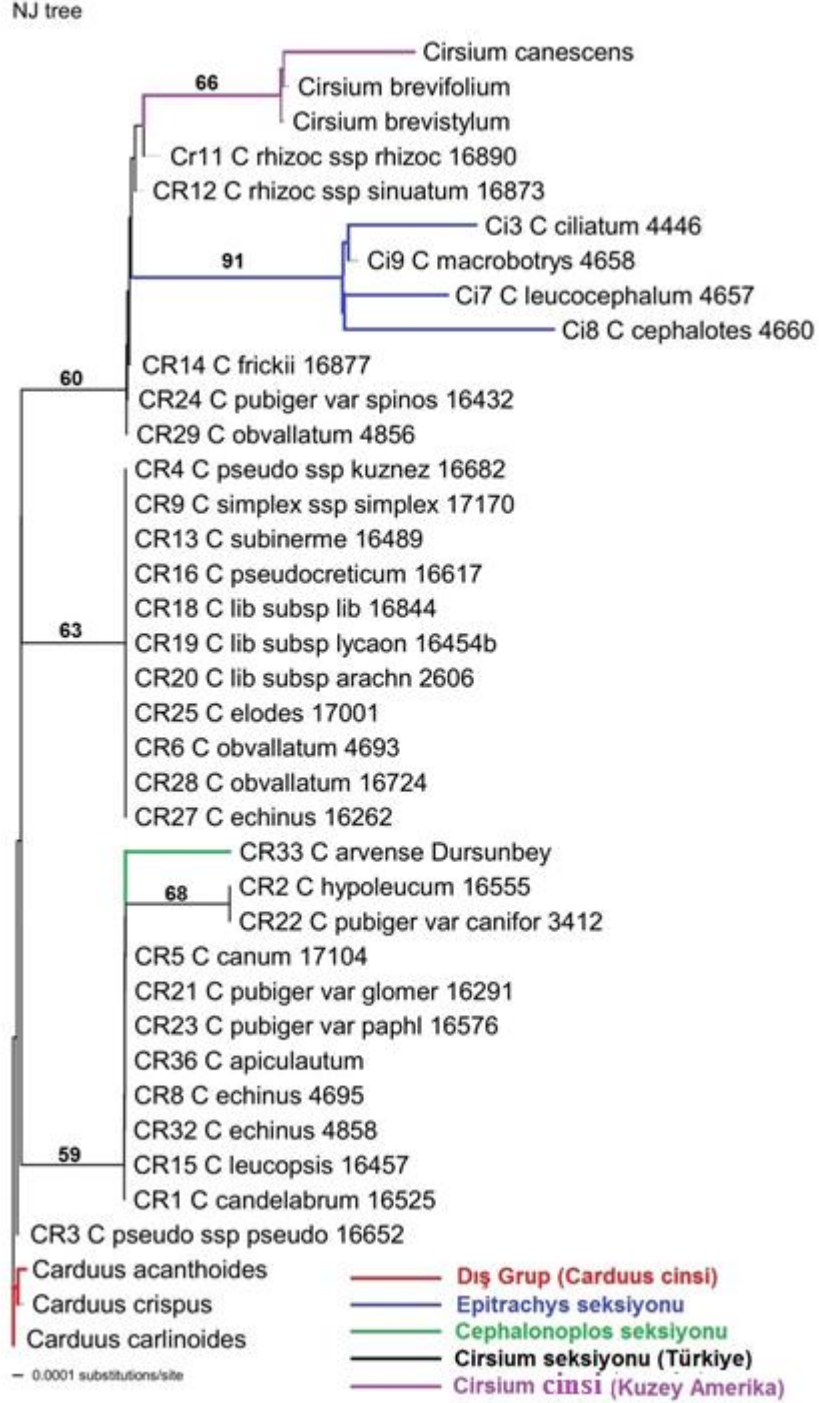 NJ tree
Cirsium canescens
66
Cirsium brevifolium
Cirsium brevistylum
Cr11 C rhizoc ssp rhizoc 16890
CR12 C rhizoc ssp sinuatum 16873
Ci3 C ciliatum 4446
91
Ci9 C macrobotrys 4658
Ci7 C leucocephalum 4657
Ci8 C cephalotes 4660
CR14 C frickii 16877
60
CR24 C pubiger var spinos 16432
CR29 C obvallatum 4856
CR4 C pseudo ssp kuznez 16682
CR9 C simplex ssp simplex 17170
CR13 C subinerme 16489
CR16 C pseudocreticum 16617
CR18 C lib subsp lib 16844
63
CR19 C lib subsp lycaon 16454b
CR20 C lib subsp arachn 2606
CR25 C elodes 17001
CR6 C obvallatum 4693
CR28 C obvallatum 16724
CR27 C echinus 16262
CR33 C arvense Dursunbey
68
CR2 C hypoleucum 16555
CR22 C pubiger var canifor 3412
CR5 C canum 17104
CR21 C pubiger var glomer 16291
CR23 C pubiger var paphl 16576
CR36 C apiculautum
CR8 C echinus 4695
CR32 C echinus 4858
59
CR15 C leucopsis 16457
CR1 C candelabrum 16525
CR3 C pseudo ssp pseudo 16652
Carduus acanthoides
Carduus crispus
Carduus carlinoides
0.0001 substitutions/site
Dış Grup (Carduus cinsi)
Epitrachys seksiyonu
Cephalonoplos seksiyonu
Cirsium seksiyonu (Türkiye)
Cirsium cinsi (Kuzey Amerika)